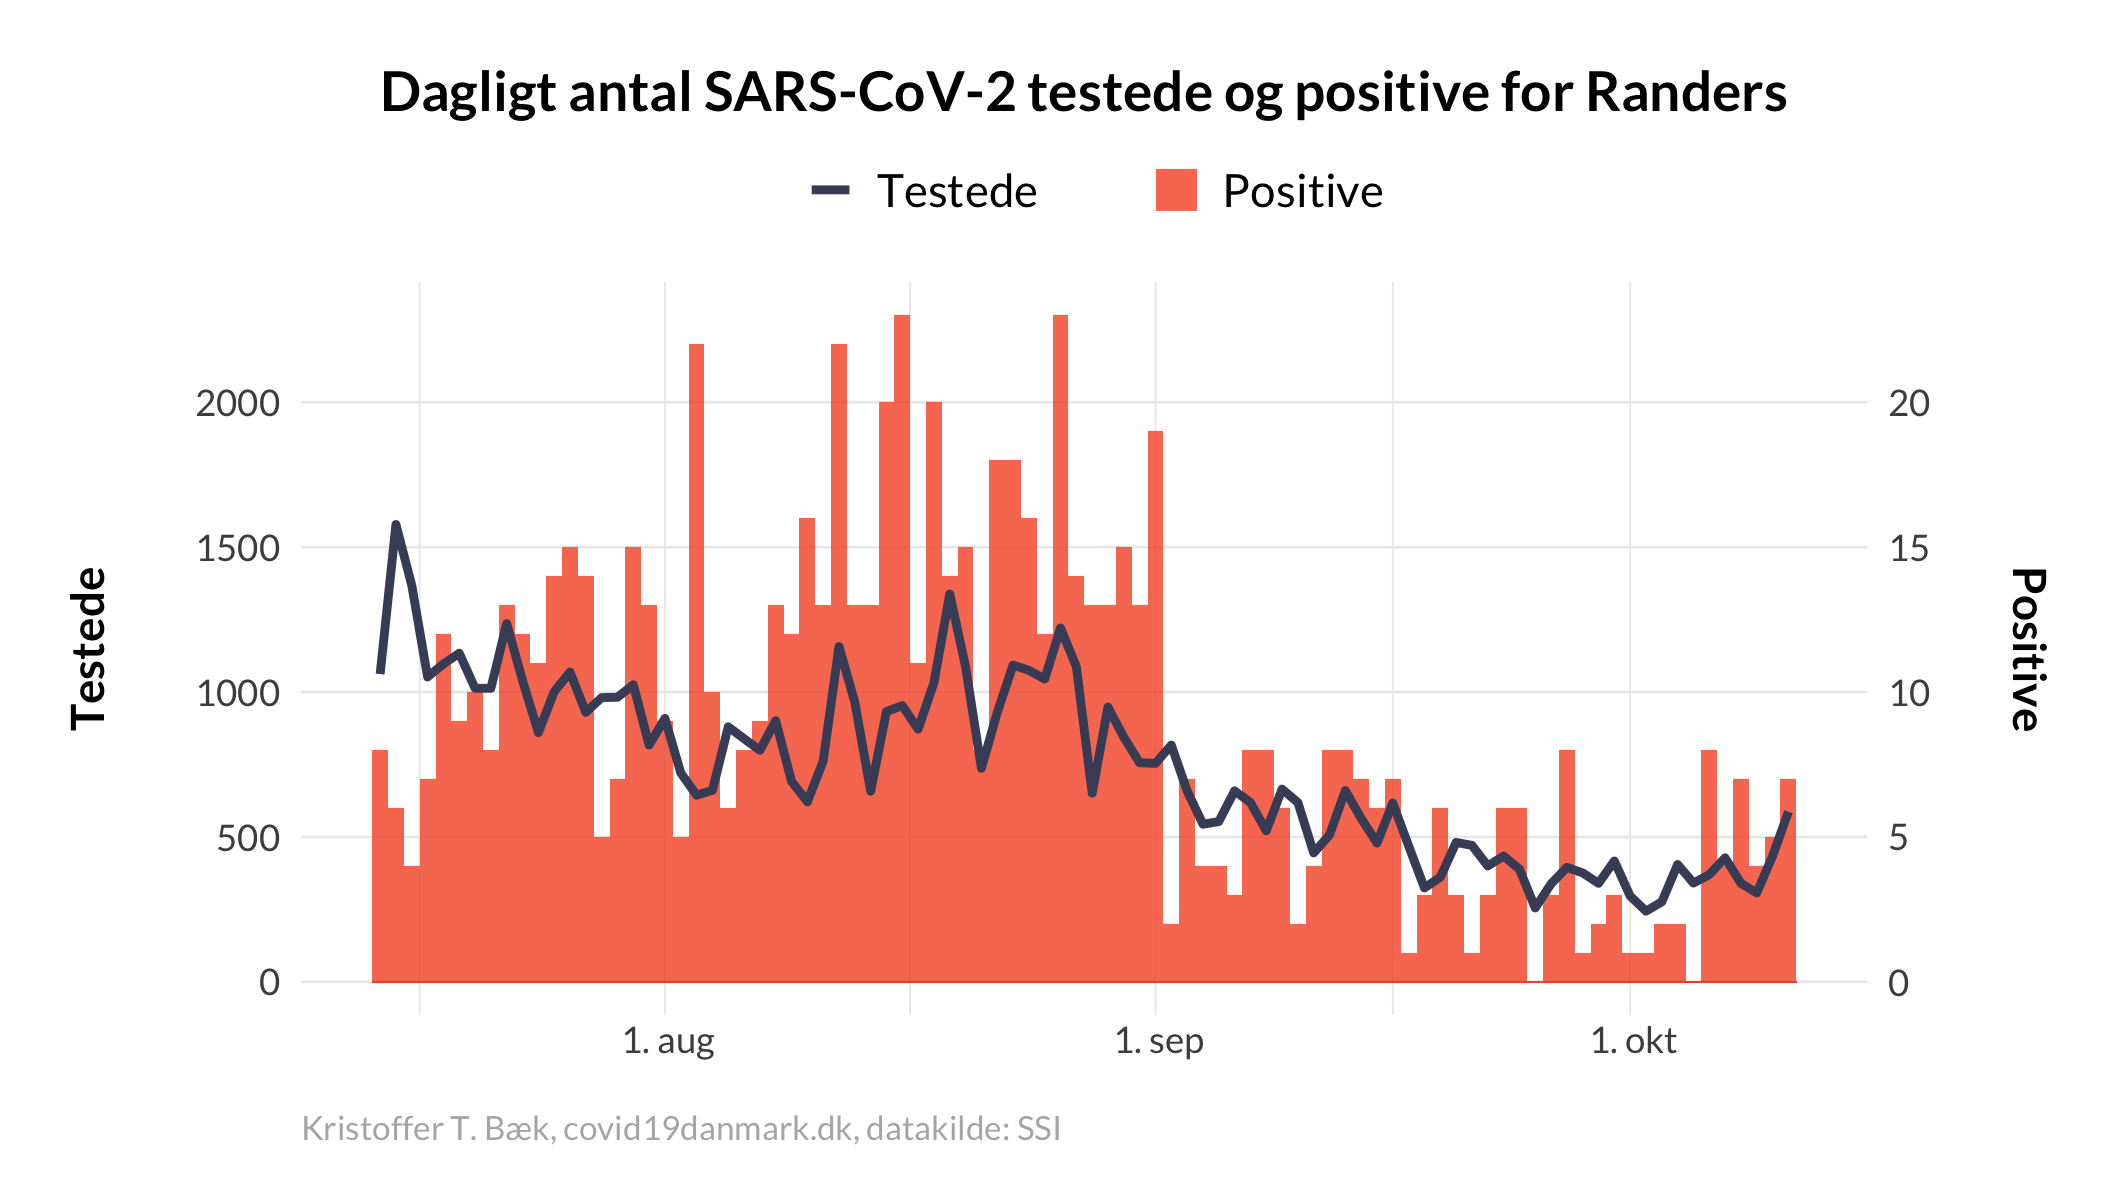 Dagligt antal SARS-CoV-2 testede og positive for Randers
Testede Positive
Testede
Positive
2000 20
1500 15
1000 10
500 5
0 0
1. aug 1. sep 1. okt
Kristoffer T. Bæk, covid19danmark.dk, datakilde: SSI